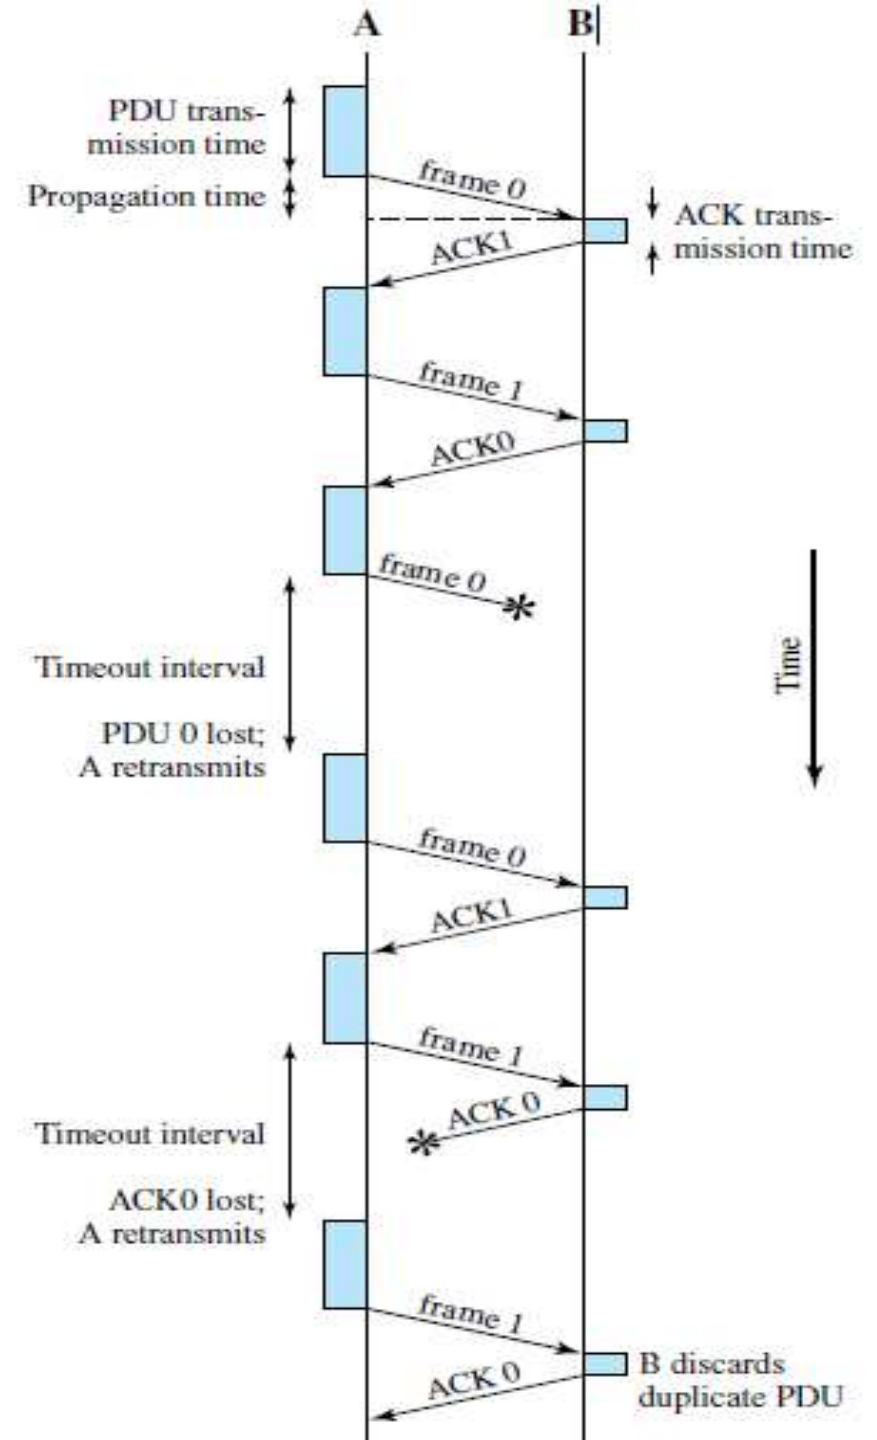 A
B|
PDU trans-
mission time
frame 0
Propagation time
ACK trans-
mission time
ACK1
frame 1
ACK0
frame 0
Timeout interval
Time
PDU 0 lost;
A retransmits
frame 0
ACK1
frame 1
ACK 0
Timeout interval
ACK0 lost;
A retransmits
frame 1
B discards
duplicate PDU
ACK 0